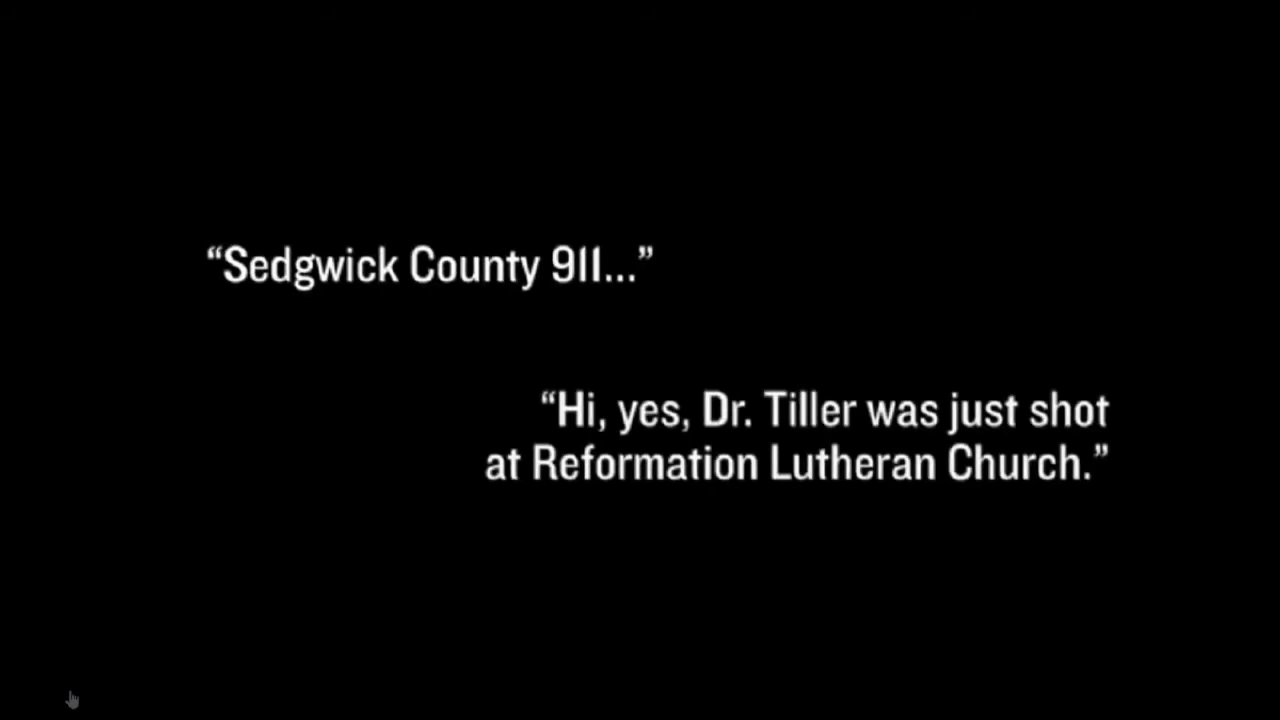 “Sedgwick County 911...”
“Hi, yes, Dr. Tiller was just shot
at Reformation Lutheran Church.”